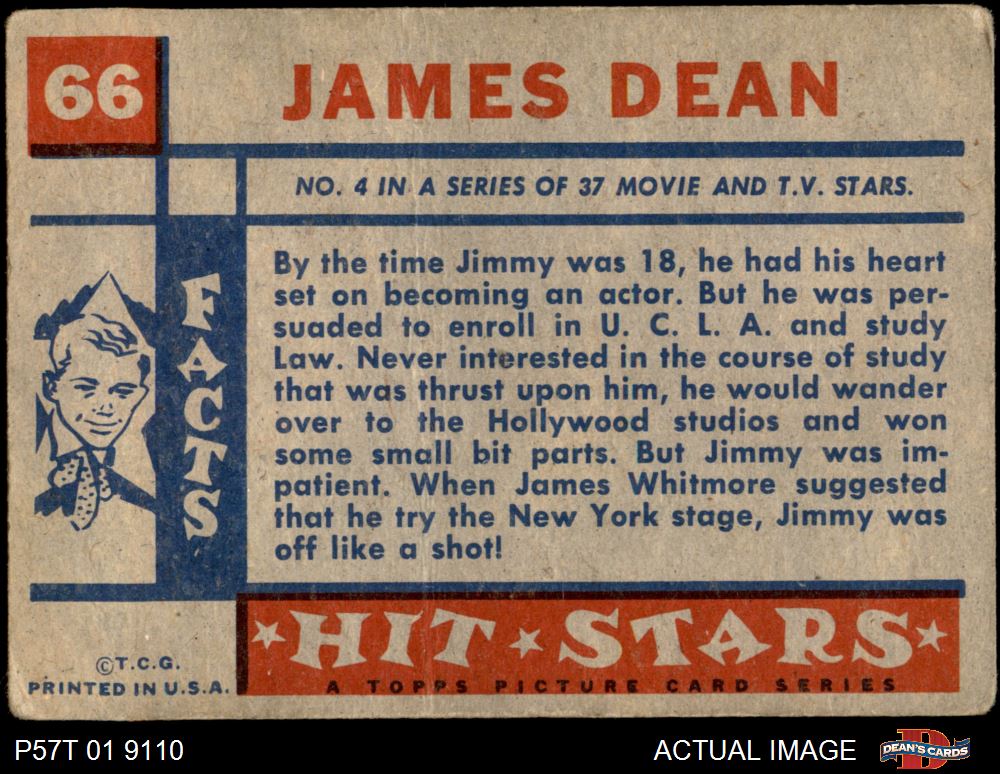 66
JAMES DEAN
NO. 4 IN A SERIES OF 37 MOVIE AND T.V. STARS.
FACTS
By the time Jimmy was 18, he had his heart
set on becoming an actor. But he was per-
suaded to enroll in U. C. L. A. and study
Law. Never interested in the course of study
that was thrust upon him, he would wander
over to the Hollywood studios and won
some small bit parts. But Jimmy was im-
patient. When James Whitmore suggested
that he try the New York stage, Jimmy was
off like a shot!
HIT STARS
A TOPPS PICTURE CARD SERIES
©T.C.G.
PRINTED IN U.S.A.
P57T 01 9110
ACTUAL IMAGE
DEAN'S CARDS